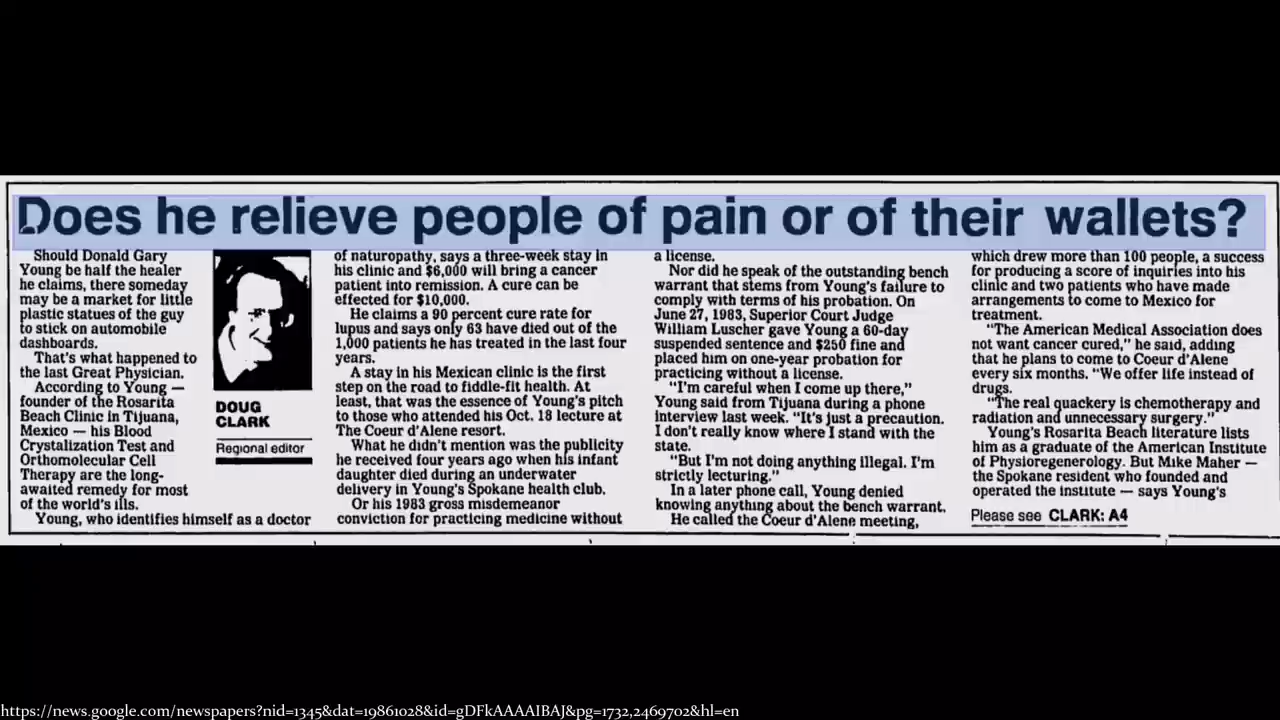 Does he relieve people of pain or of their wallets?
Should Donald Gary
Young be half the healer
he claims, there someday
may be a market for little
plastic statues of the guy
to stick on automobile
dashboards.
That's what happened to
the last Great Physician.
According to Young —
founder of the Rosarita
Beach Clinic in Tijuana,
Mexico — his Blood
Crystalization Test and
Orthomolecular Cell
Therapy are the long-
awaited remedy for most
of the world's ills.
Young, who identifies himself as a doctor
DOUG
CLARK
Regional editor
of naturopathy, says a three-week stay in
his clinic and $6,000 will bring a cancer
patient into remission. A cure can be
effected for $10,000.
He claims a 90 percent cure rate for
lupus and says only 63 have died out of the
1,000 patients he has treated in the last four
years.
A stay in his Mexican clinic is the first
step on the road to fiddle-fit health. At
least, that was the essence of Young's pitch
to those who attended his Oct. 18 lecture at
The Coeur d'Alene resort.
What he didn't mention was the publicity
he received four years ago when his infant
daughter died during an underwater
delivery in Young's Spokane health club.
Or his 1983 gross misdemeanor
conviction for practicing medicine without
a license.
Nor did he speak of the outstanding bench
warrant that stems from Young's failure to
comply with terms of his probation. On
June 27, 1983, Superior Court Judge
William Luscher gave Young a 60-day
suspended sentence and $250 fine and
placed him on one-year probation for
practicing without a license.
"I'm careful when I come up there,"
Young said from Tijuana during a phone
interview last week. "It's just a precaution.
I don't really know where I stand with the
state.
"But I'm not doing anything illegal. I'm
strictly lecturing."
In a later phone call, Young denied
knowing anything about the bench warrant.
He called the Coeur d'Alene meeting,
which drew more than 100 people, a success
for producing a score of inquiries into his
clinic and two patients who have made
arrangements to come to Mexico for
treatment.
"The American Medical Association does
not want cancer cured," he said, adding
that he plans to come to Coeur d'Alene
every six months. "We offer life instead of
drugs.
"The real quackery is chemotherapy and
radiation and unnecessary surgery."
Young's Rosarita Beach literature lists
him as a graduate of the American Institute
of Physioregenerology. But Mike Maher —
the Spokane resident who founded and
operated the institute — says Young's
Please see CLARK: A4
https://news.google.com/newspapers?nid=1345&dat=19861028&id=gDFkAAAAIBAJ&pg=1732,2469702&hl=en